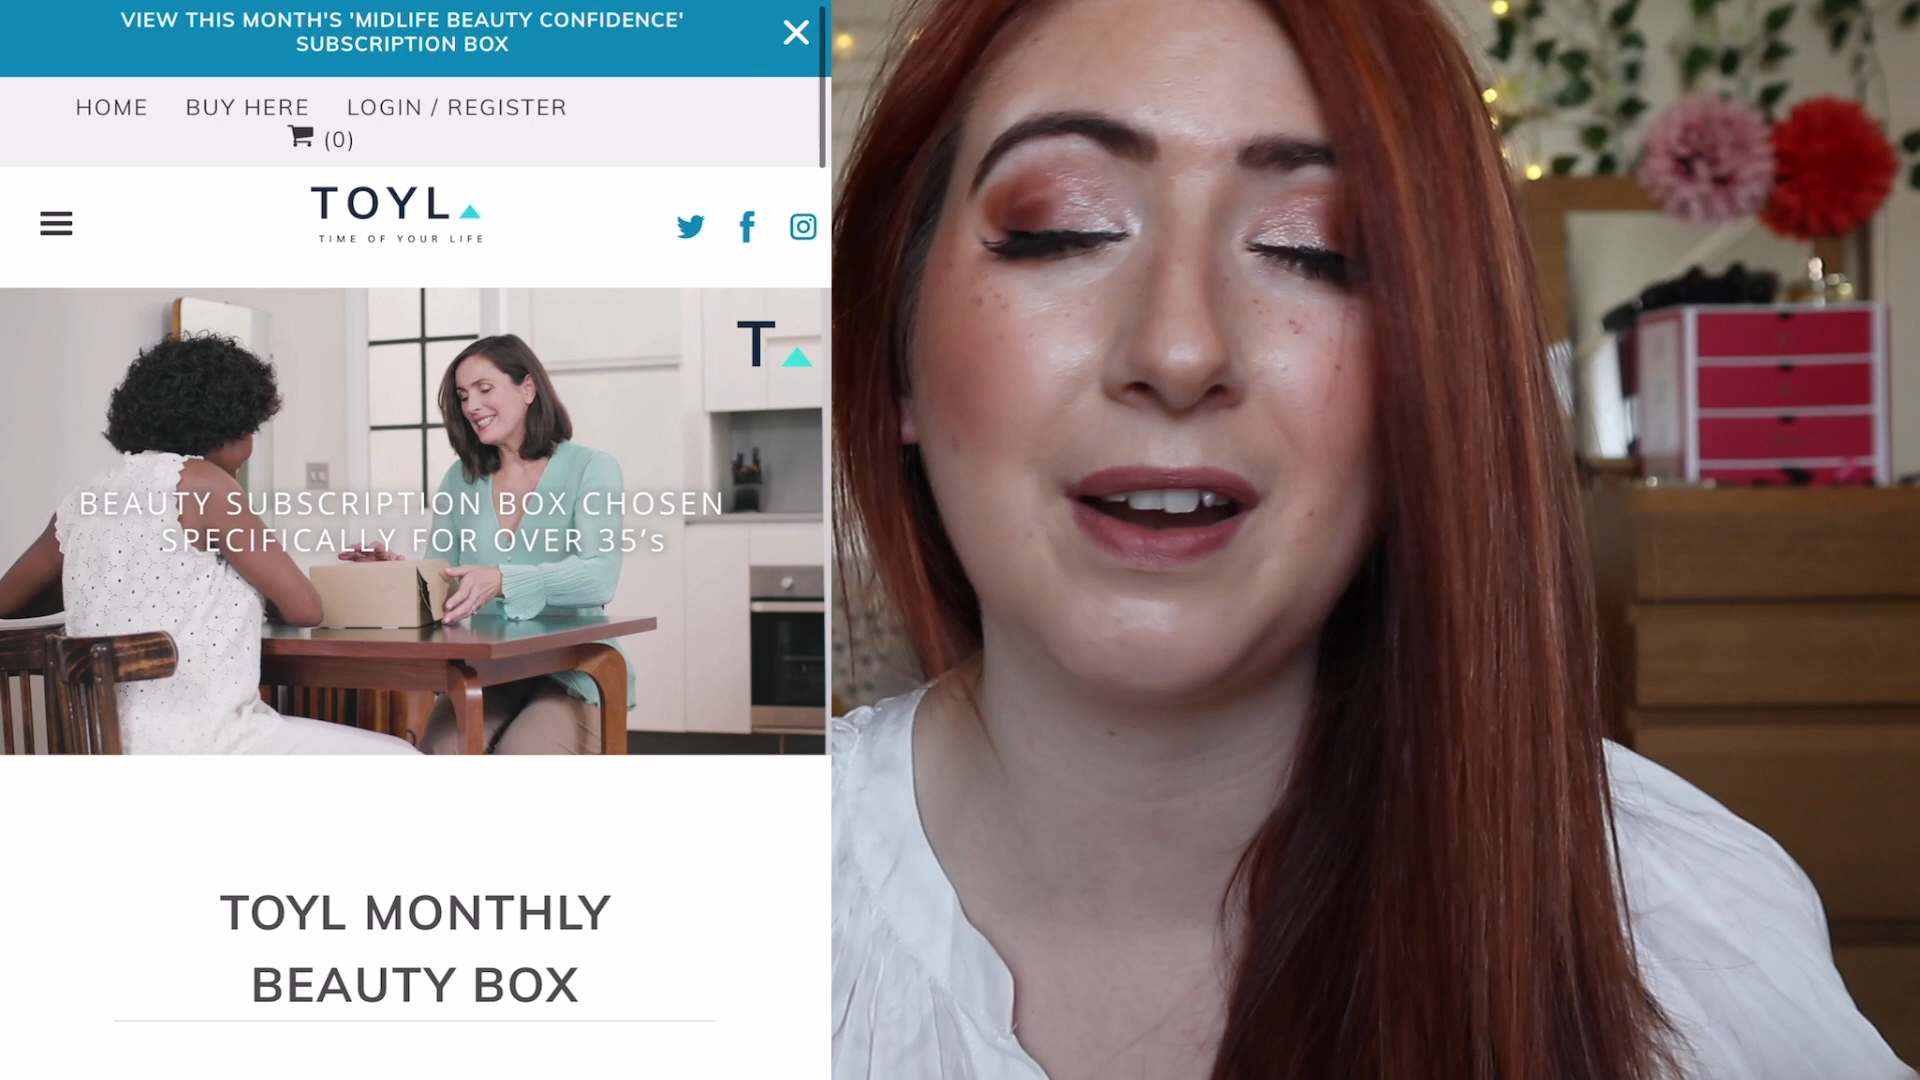 VIEW THIS MONTH'S 'MIDLIFE BEAUTY CONFIDENCE'
SUBSCRIPTION BOX
HOME BUY HERE LOGIN / REGISTER
(0)
TOYL
TIME OF YOUR LIFE
T
BEAUTY SUBSCRIPTION BOX CHOSEN
SPECIFICALLY FOR OVER 35's
TOYL MONTHLY
BEAUTY BOX